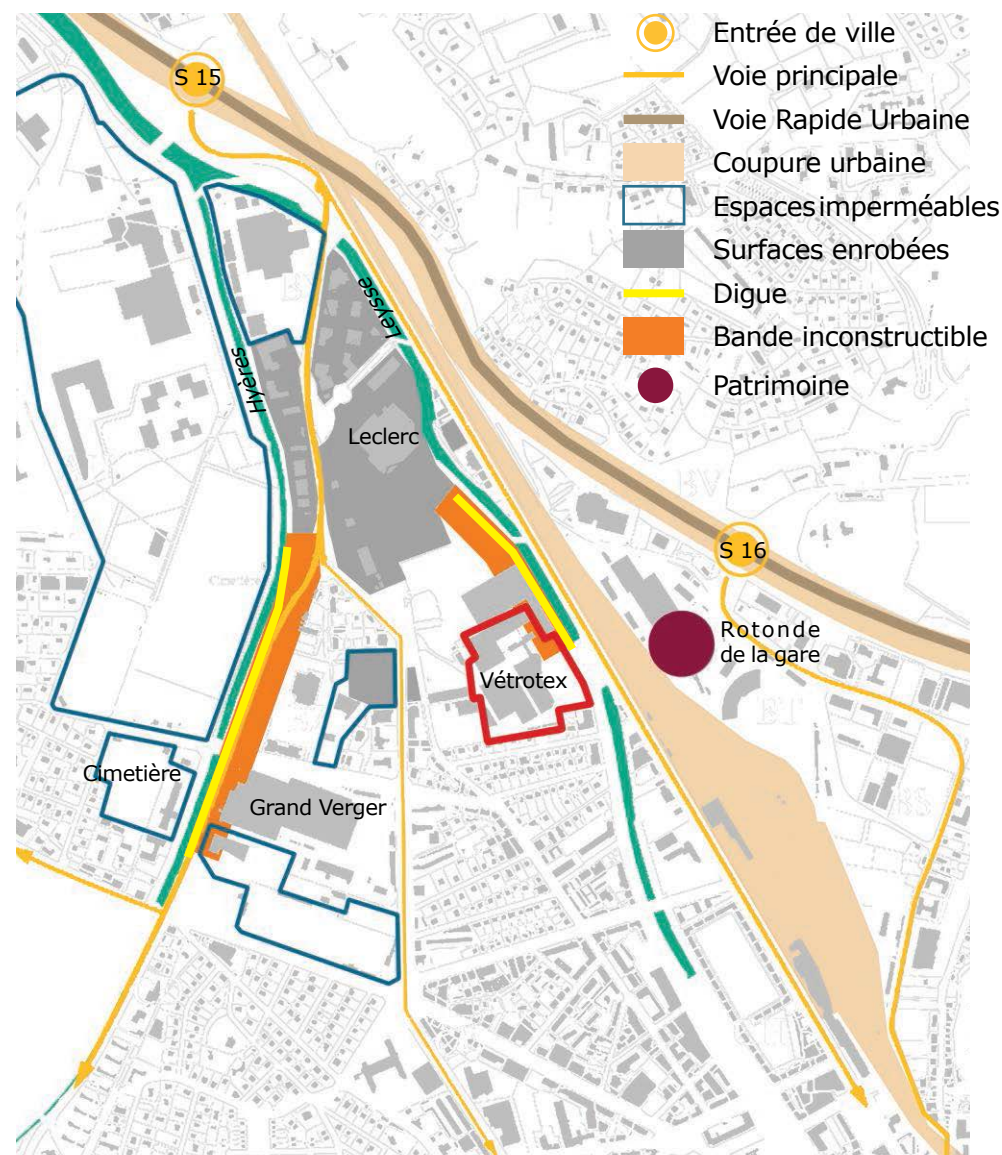 Entrée de ville
S 15
Voie principale
Voie Rapide Urbaine
Coupure urbaine
Espaces imperméables
Surfaces enrobées
Digue
Bande inconstructible
Patrimoine
Leysse
Hyères
Leclerc
S 16
Rotonde
de la gare
Vétrotex
Cimetière
Grand Verger